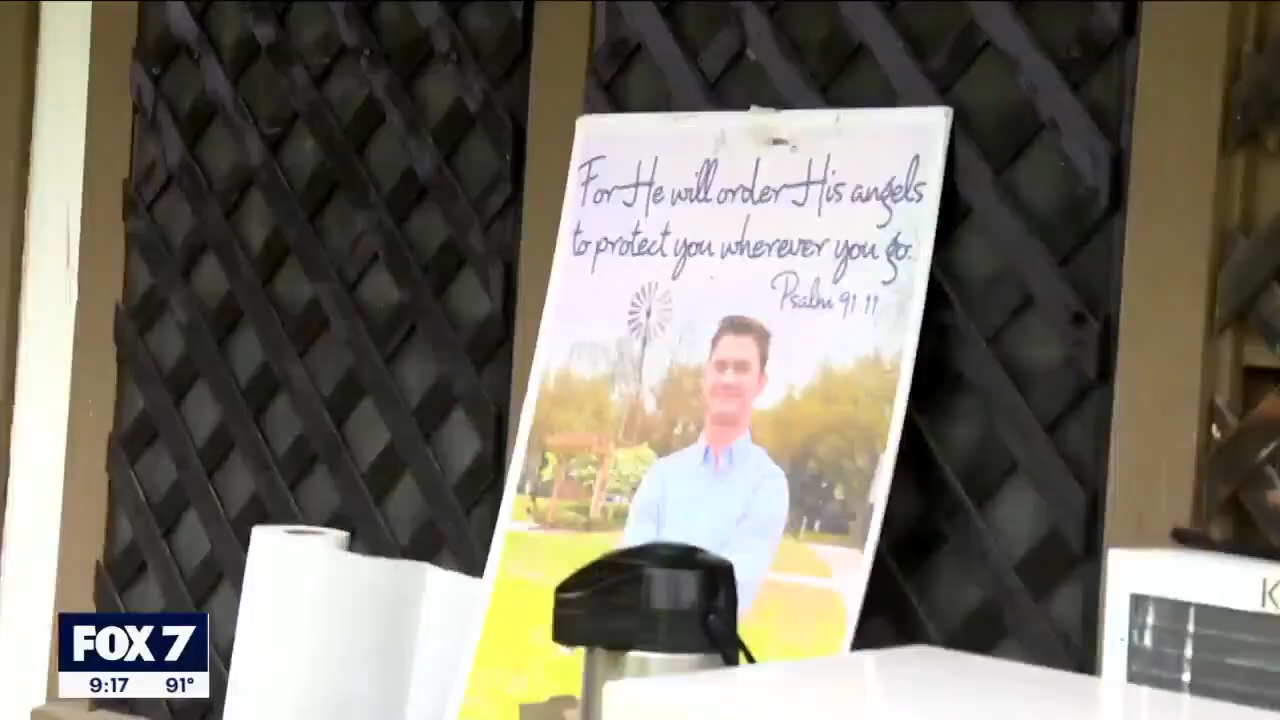 For He will order His angels
to protect you wherever you go.
Psalm 91:11
FOX 7
9:17 91°
K